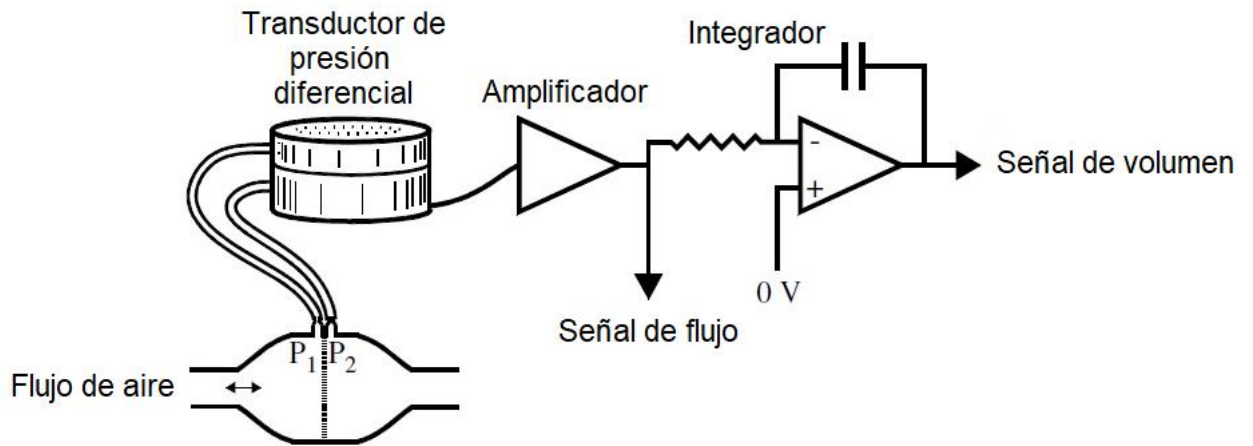 Transductor de
presión
diferencial
Amplificador
Integrador
-
+
0 V
Señal de volumen
Señal de flujo
P1 P2
Flujo de aire